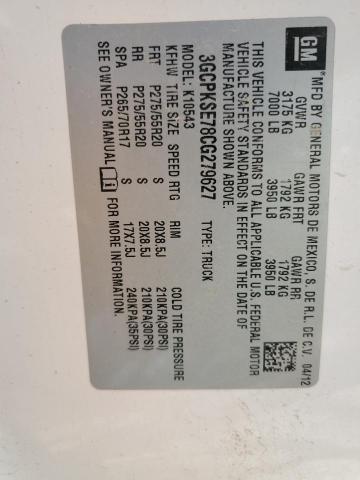 GM
MFD BY GENERAL MOTORS DE MEXICO, S. DE R.L. DE C.V. 04/12
GVWR GAWR FRT GAWR RR
3175 KG 1792 KG 1792 KG
7000 LB 3950 LB 3950 LB
THIS VEHICLE CONFORMS TO ALL APPLICABLE U.S. FEDERAL MOTOR
VEHICLE SAFETY STANDARDS IN EFFECT ON THE DATE OF
MANUFACTURE SHOWN ABOVE.
3GCPKSE78CG279627 TYPE: TRUCK
MODEL: K10543
KFHW TIRE SIZE SPEED RTG RIM COLD TIRE PRESSURE
FRT P275/55R20 S 20X8.5J 210KPA(30PSI)
RR P275/55R20 S 20X8.5J 210KPA(30PSI)
SPA P265/70R17 S 17X7.5J 240KPA(35PSI)
SEE OWNER'S MANUAL FOR MORE INFORMATION.